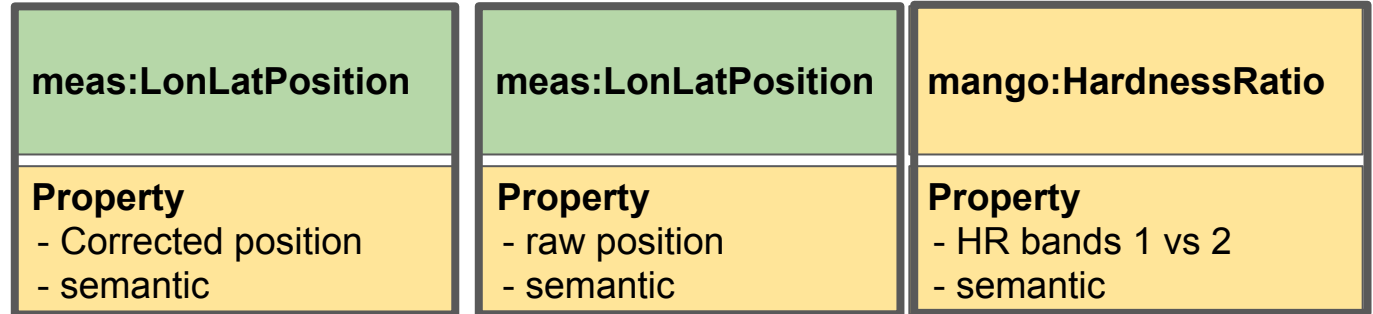 meas:LonLatPosition
Property
- Corrected position
- semantic
meas:LonLatPosition
Property
- raw position
- semantic
mango:HardnessRatio
Property
- HR bands 1 vs 2
- semantic